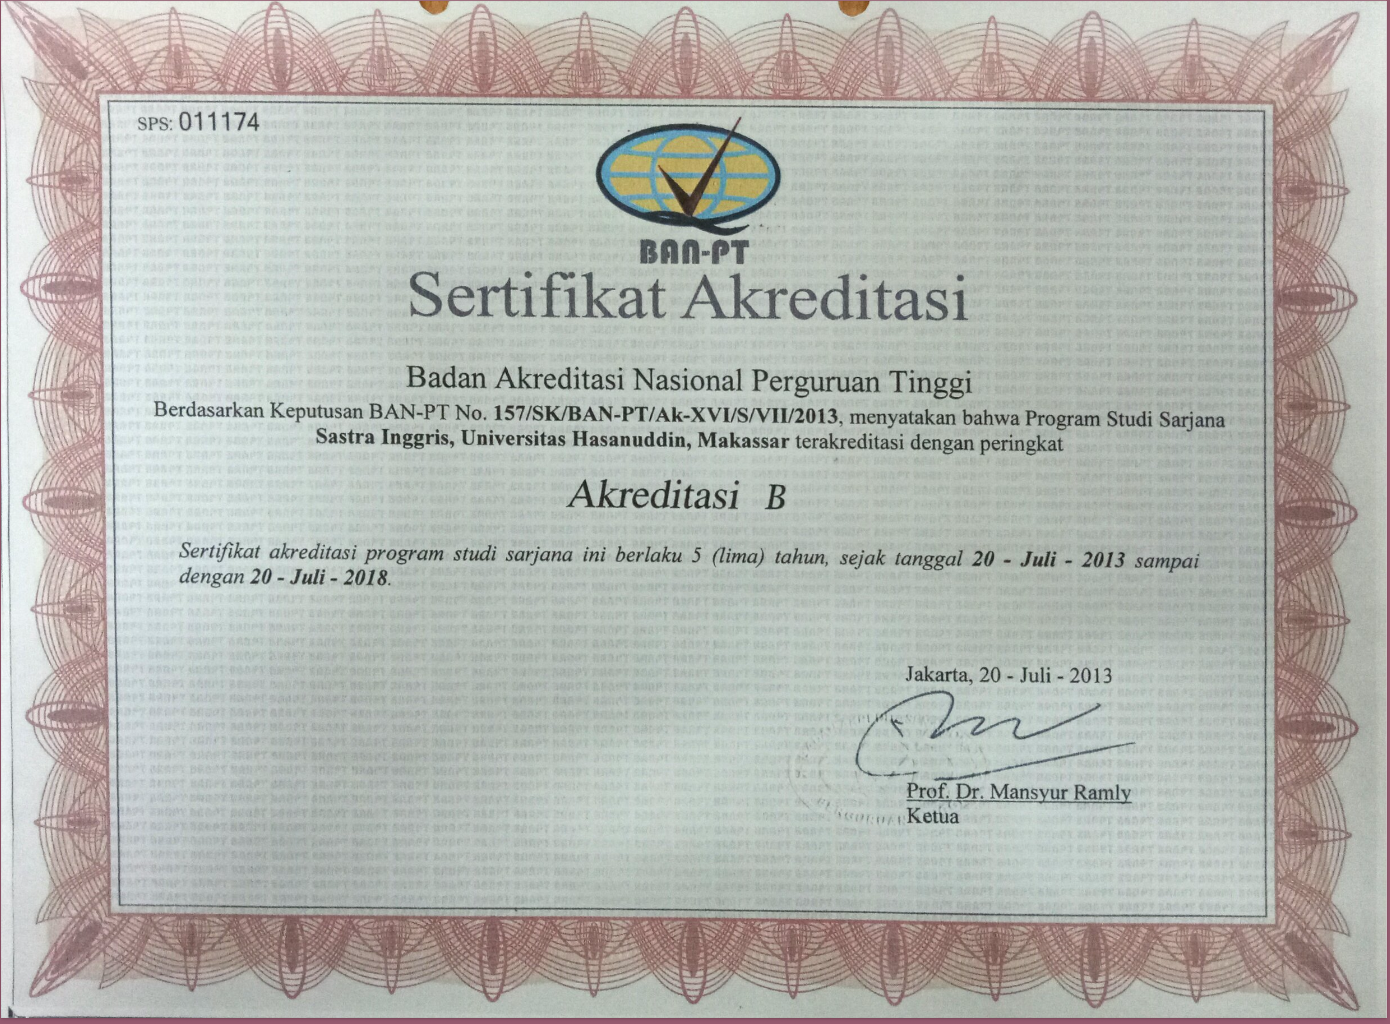 SPS: 011174
BAN-PT
Sertifikat Akreditasi
Badan Akreditasi Nasional Perguruan Tinggi
Berdasarkan Keputusan BAN-PT No. 157/SK/BAN-PT/Ak-XVI/S/VII/2013, menyatakan bahwa Program Studi Sarjana
Sastra Inggris, Universitas Hasanuddin, Makassar terakreditasi dengan peringkat
Akreditasi B
Sertifikat akreditasi program studi sarjana ini berlaku 5 (lima) tahun, sejak tanggal 20 - Juli - 2013 sampai
dengan 20 - Juli - 2018.
Jakarta, 20 - Juli - 2013
Prof. Dr. Mansyur Ramly
Ketua